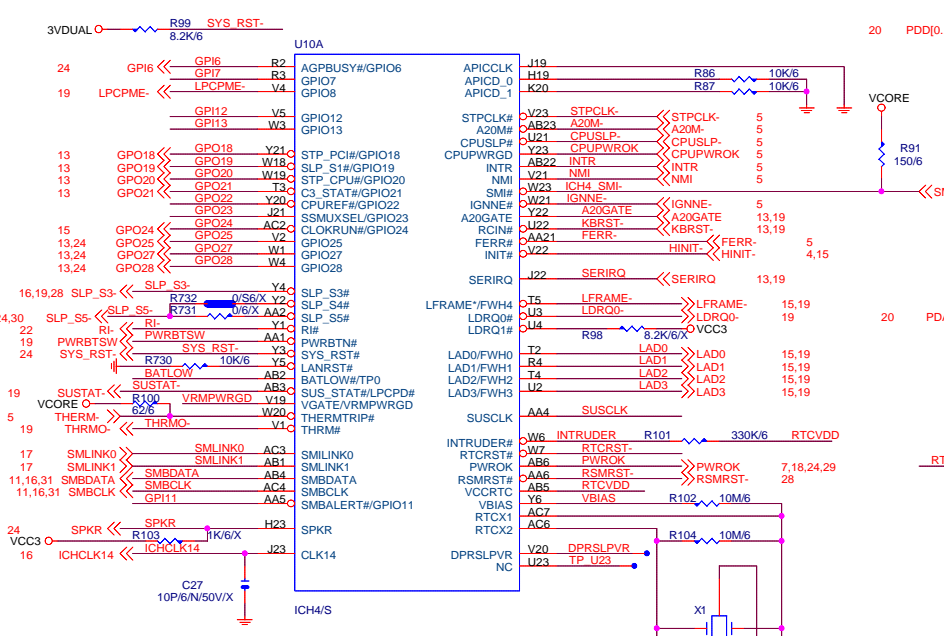 3VDUAL R99 SYS_RST- 20 PDD[0.
8.2K/6
U10A
GPI6 R2 AGPBUSY#/GPIO6 APICCLK J19
24 GPI6 GPI7 R3 GPIO7 APICD_0 H19 R86 10K/6
19 LPCPME- LPCPME- V4 GPIO8 APICD_1 K20 R87 10K/6
VCORE
GPI12 V5 GPIO12 STPCLK# V23 STPCLK- STPCLK- 5
GPI13 W3 GPIO13 A20M# AB23 A20M- A20M- 5
CPUSLP# U21 CPUSLP- CPUSLP- 5
13 GPO18 GPO18 Y21 STP_PCI#/GPIO18 CPUPWRGD Y23 CPUPWROK CPUPWROK 5
R91
150/6
13 GPO19 GPO19 W18 SLP_S1#/GPIO19 INTR AB22 INTR INTR 5
13 GPO20 GPO20 W19 STP_CPU#/GPIO20 NMI V21 NMI NMI 5
13 GPO21 GPO21 T3 C3_STAT#/GPIO21 SMI# W23 ICH4_SMI- SM
GPO22 Y20 CPUREF#/GPIO22 IGNNE# W21 IGNNE- IGNNE- 5
GPO23 J21 SSMUXSEL/GPIO23 A20GATE Y22 A20GATE A20GATE 13,19
15 GPO24 GPO24 AC2 CLOKRUN#/GPIO24 RCIN# U22 KBRST- KBRST- 13,19
13,24 GPO25 GPO25 V2 GPIO25 FERR# AA21 FERR- FERR- 5
13,24 GPO27 GPO27 W1 GPIO27 INIT# V22 HINIT- HINIT- 4,15
13,24 GPO28 GPO28 W4 GPIO28
SERIRQ J22 SERIRQ SERIRQ 13,19
16,19,28 SLP_S3- SLP_S3- Y4 SLP_S3#
R732 0/S6/X Y2 SLP_S4# LFRAME*/FWH4 T5 LFRAME- LFRAME- 15,19
24,30 SLP_S5- SLP_S5- R731 0/6/X AA2 SLP_S5# LDRQ0# U3 LDRQ0- LDRQ0- 19 20 PDA
22 RI- RI- Y1 RI# LDRQ1# U4 R98 8.2K/6/X VCC3
19 PWRBTSW PWRBTSW AA1 PWRBTN#
24 SYS_RST- SYS_RST- Y3 SYS_RST# LAD0/FWH0 T2 LAD0 LAD0 15,19
R730 10K/6 Y5 LANRST# LAD1/FWH1 R4 LAD1 LAD1 15,19
BATLOW AB2 BATLOW#/TP0 LAD2/FWH2 T4 LAD2 LAD2 15,19
19 SUSTAT- SUSTAT- AB3 SUS_STAT#/LPCPD# LAD3/FWH3 U2 LAD3 LAD3 15,19
VCORE R100 VRMPWRGD V19 VGATE/VRMPWRGD
5 THERM- 62/6 W20 THERMTRIP# SUSCLK AA4 SUSCLK
19 THRMO- THRMO- V1 THRM#
INTRUDER# W6 INTRUDER R101 330K/6 RTCVDD
17 SMLINK0 SMLINK0 AC3 SMILINK0 RTCRST# W7 RTCRST-
17 SMLINK1 SMLINK1 AB1 SMLINK1 PWROK AB6 PWROK PWROK 7,18,24,29 RT
11,16,31 SMBDATA SMBDATA AB4 SMBDATA RSMRST# AA6 RSMRST- RSMRST- 28
11,16,31 SMBCLK SMBCLK AC4 SMBCLK VCCRTC AB5 RTCVDD
GPI11 AA5 SMBALERT#/GPIO11 VBIAS Y6 VBIAS R102 10M/6
RTCX1 AC7
24 SPKR SPKR H23 SPKR RTCX2 AC6
VCC3 R103 1K/6/X R104 10M/6
16 ICHCLK14 ICHCLK14 J23 CLK14 DPRSLPVR V20 DPRSLPVR
NC U23 TP_U23
C27
10P/6/N/50V/X
ICH4/S X1